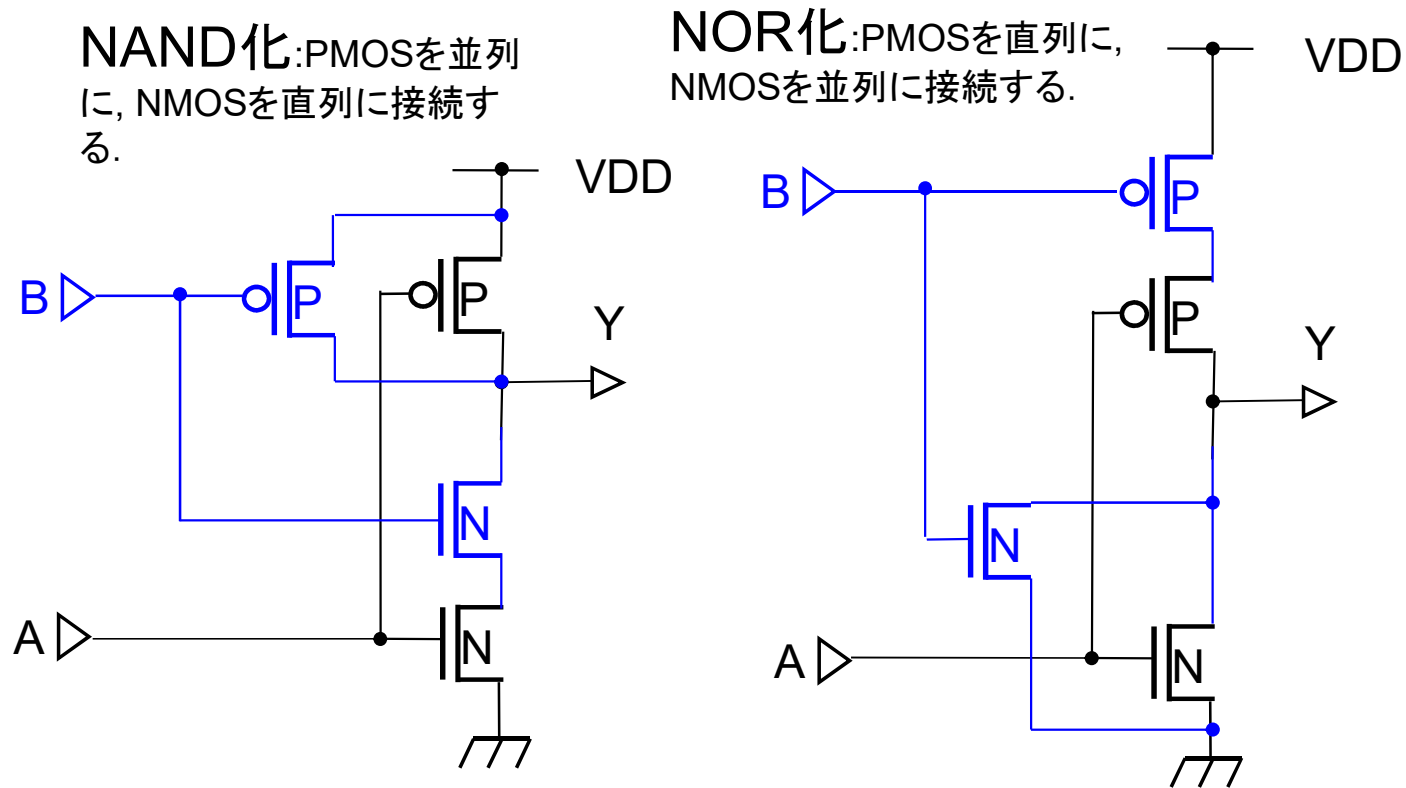 NAND化:PMOSを並列
に, NMOSを直列に接続す
る.
VDD
B
P
P
Y
N
A
N
NOR化:PMOSを直列に,
NMOSを並列に接続する.
VDD
B
P
P
Y
N
A
N